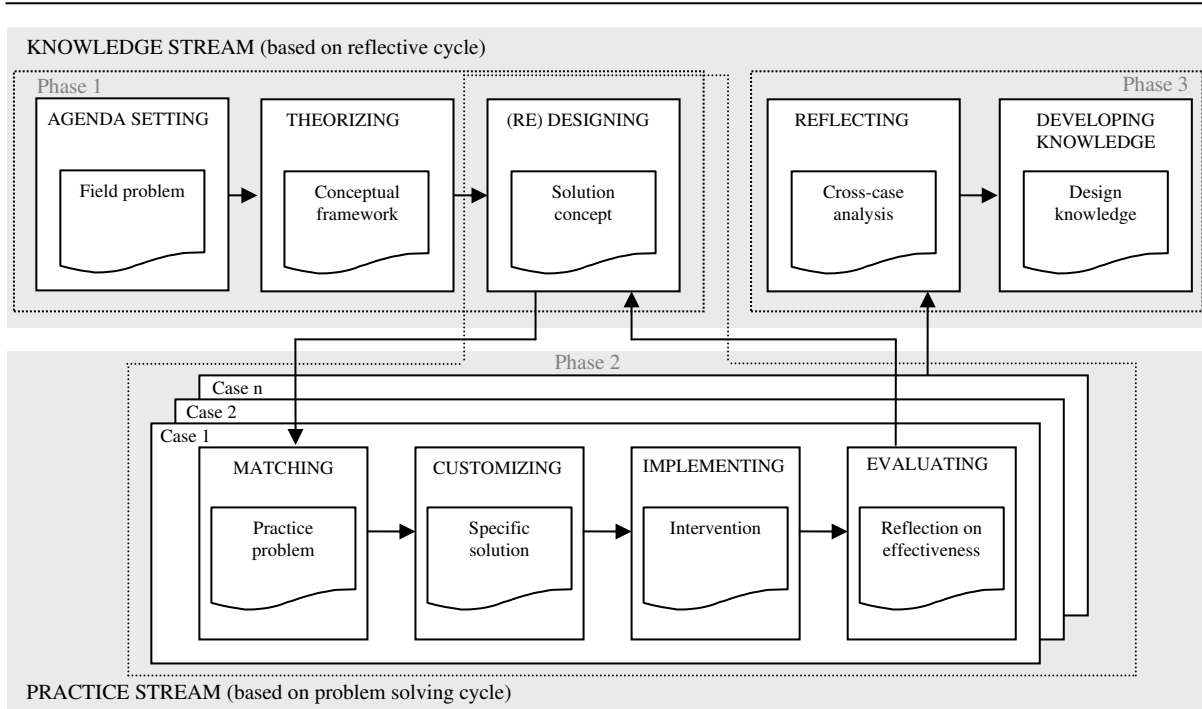 KNOWLEDGE STREAM (based on reflective cycle)
Phase 1
AGENDA SETTING
Field problem
THEORIZING
Conceptual
framework
(RE) DESIGNING
Solution
concept
Phase 3
REFLECTING
Cross-case
analysis
DEVELOPING
KNOWLEDGE
Design
knowledge
Phase 2
Case n
Case 2
Case 1
MATCHING
Practice
problem
CUSTOMIZING
Specific
solution
IMPLEMENTING
Intervention
EVALUATING
Reflection on
effectiveness
PRACTICE STREAM (based on problem solving cycle)